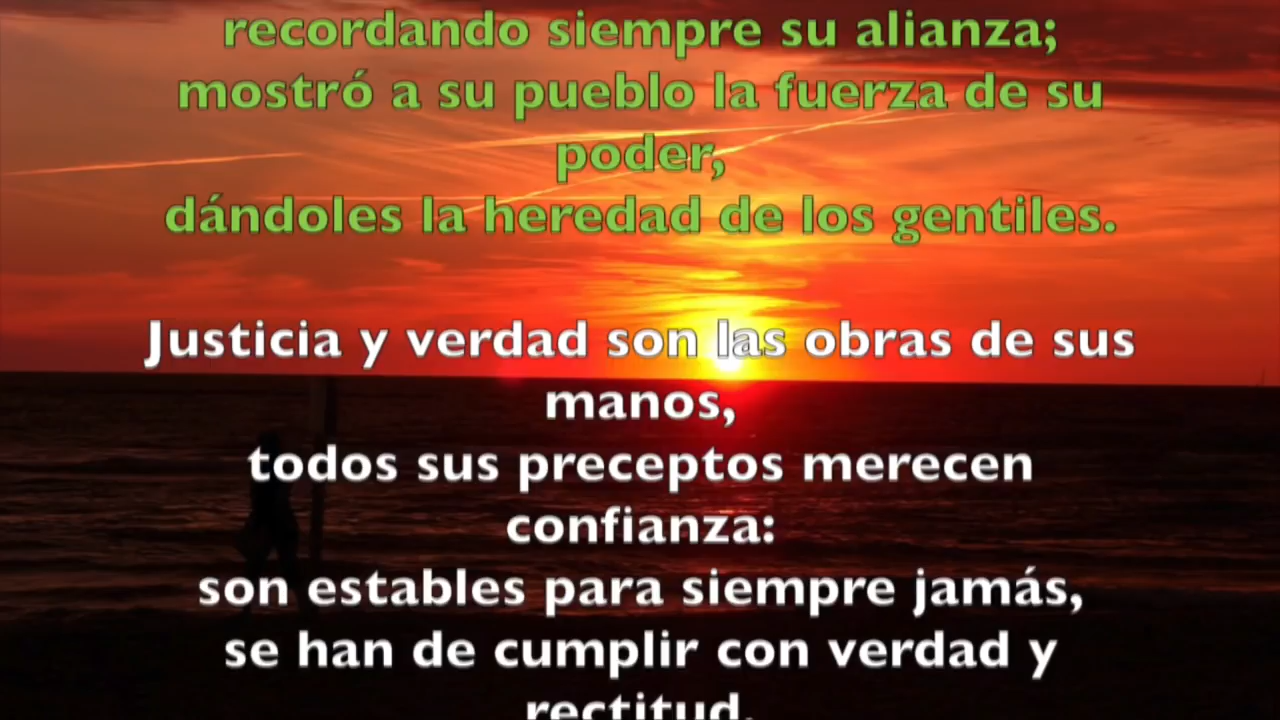 recordando siempre su alianza;
mostró a su pueblo la fuerza de su
poder,
dándoles la heredad de los gentiles.
Justicia y verdad son las obras de sus
manos,
todos sus preceptos merecen
confianza:
son estables para siempre jamás,
se han de cumplir con verdad y
rectitud.